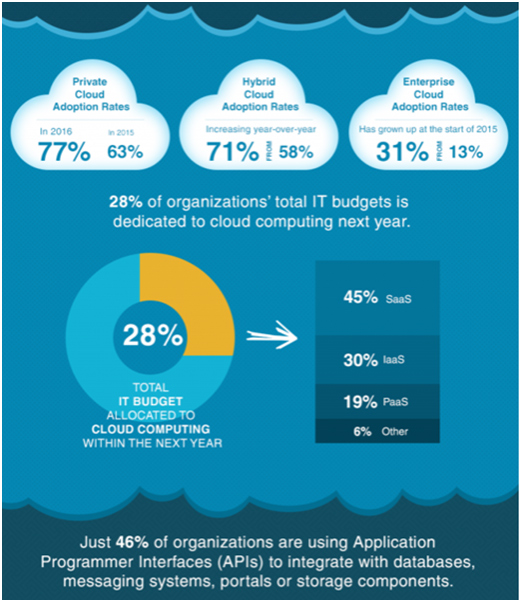 Private
Cloud
Adoption Rates
In 2016
In 2015
77%
63%
Hybrid
Cloud
Adoption Rates
Increasing year-over-year
71% FROM 58%
Enterprise
Cloud
Adoption Rates
Has grown up at the start of 2015
31% FROM 13%
28% of organizations' total IT budgets is
dedicated to cloud computing next year.
28%
TOTAL
IT BUDGET
ALLOCATED TO
CLOUD COMPUTING
WITHIN THE NEXT YEAR
45% SaaS
30% IaaS
19% PaaS
6% Other
Just 46% of organizations are using Application
Programmer Interfaces (APIs) to integrate with databases,
messaging systems, portals or storage components.